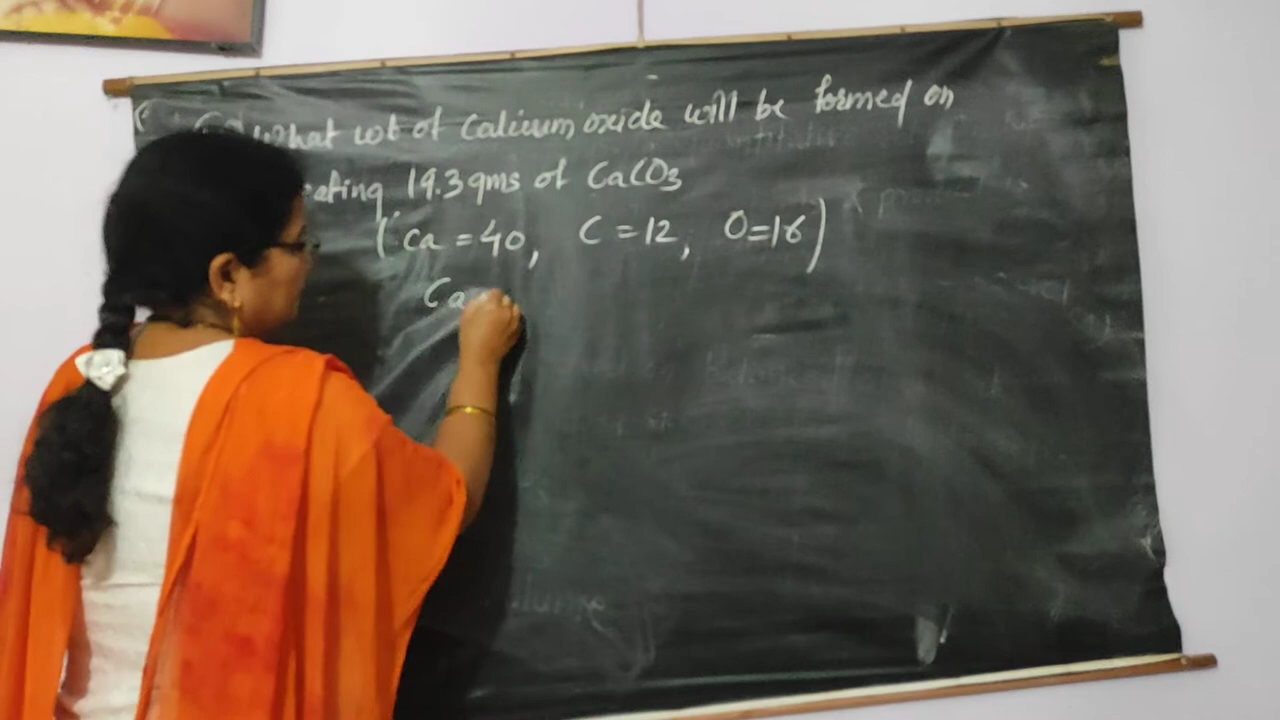 What wt of Calicum oxide will be formed on
eating 19.3 gms of CaCO3
(Ca = 40, C = 12, O = 16)
Ca